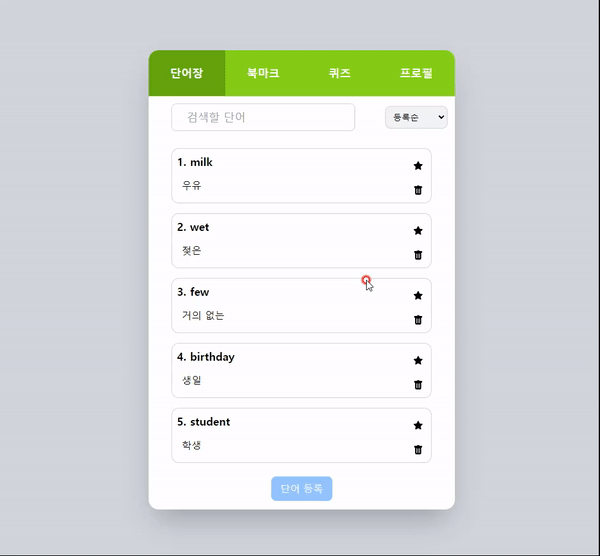 단어장 북마크 퀴즈 프로필
검색할 단어 등록순
1. milk
우유
2. wet
젖은
3. few
거의 없는
4. birthday
생일
5. student
학생
단어 등록